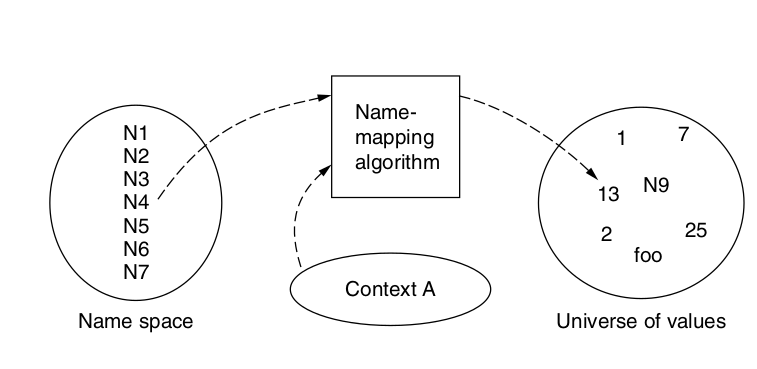 N1
N2
N3
N4
N5
N6
N7
Name space
Name-
mapping
algorithm
Context A
1
7
13
N9
2
25
foo
Universe of values